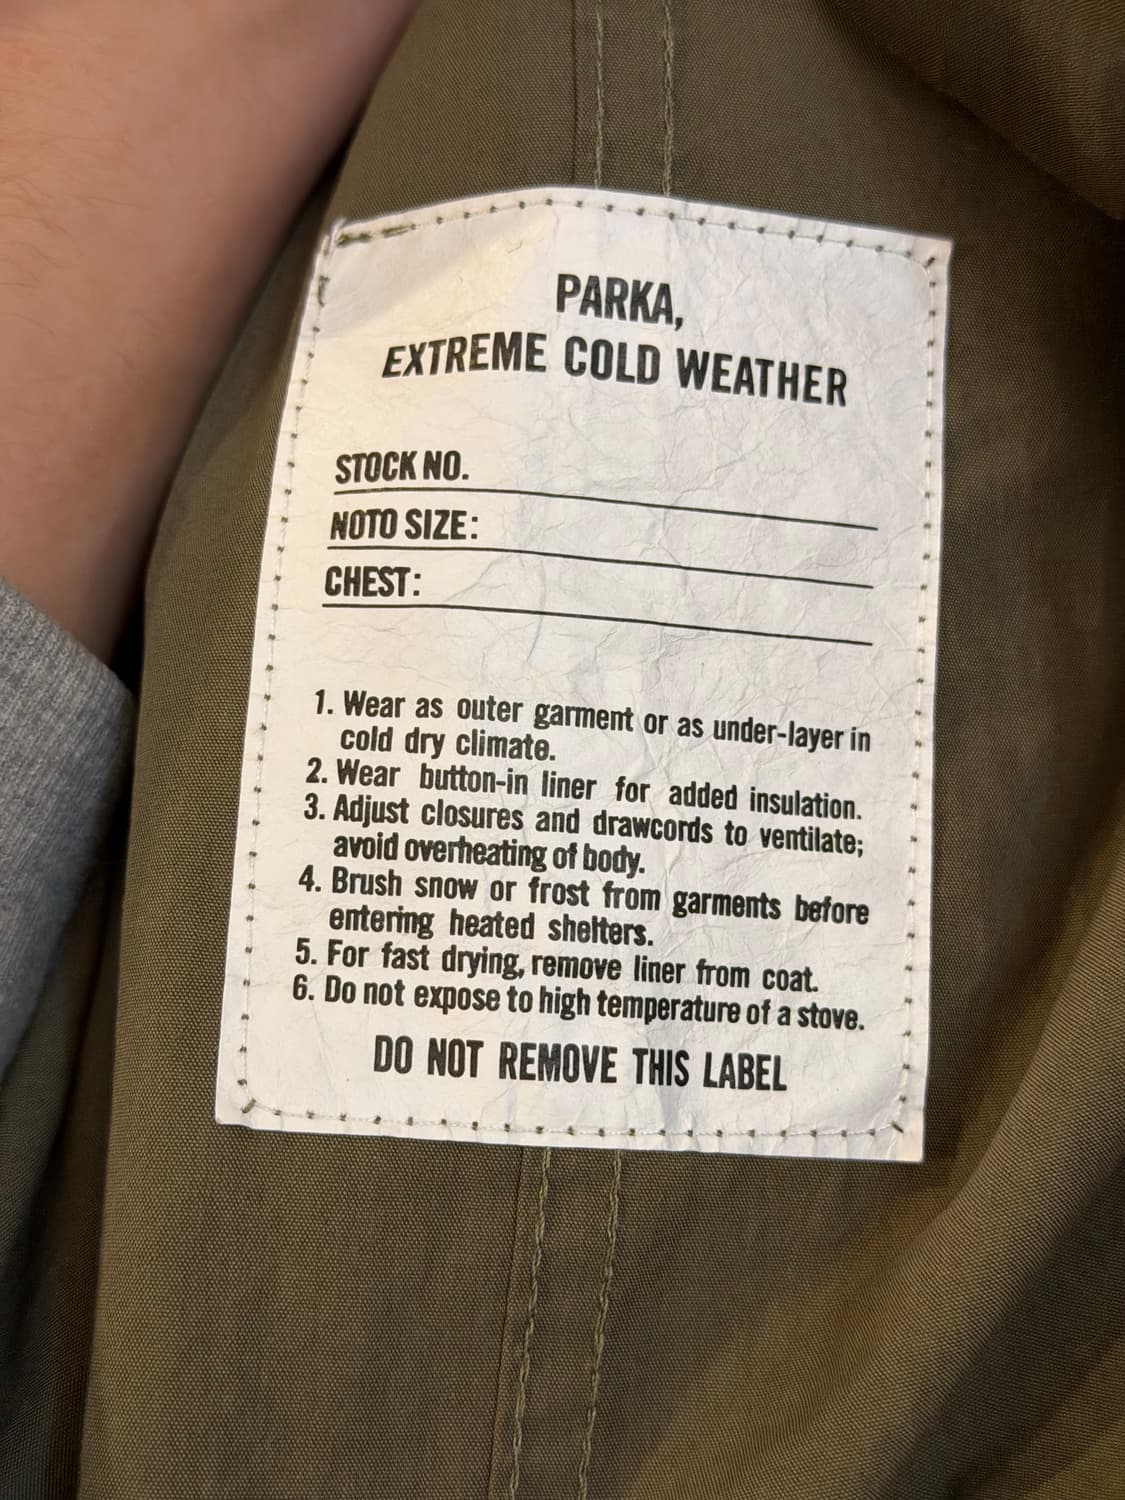 PARKA,
EXTREME COLD WEATHER
STOCK NO.
NOTO SIZE:
CHEST:
1. Wear as outer garment or as under-layer in
cold dry climate.
2. Wear button-in liner for added insulation.
3. Adjust closures and drawcords to ventilate;
avoid overheating of body.
4. Brush snow or frost from garments before
entering heated shelters.
5. For fast drying, remove liner from coat.
6. Do not expose to high temperature of a stove.
DO NOT REMOVE THIS LABEL